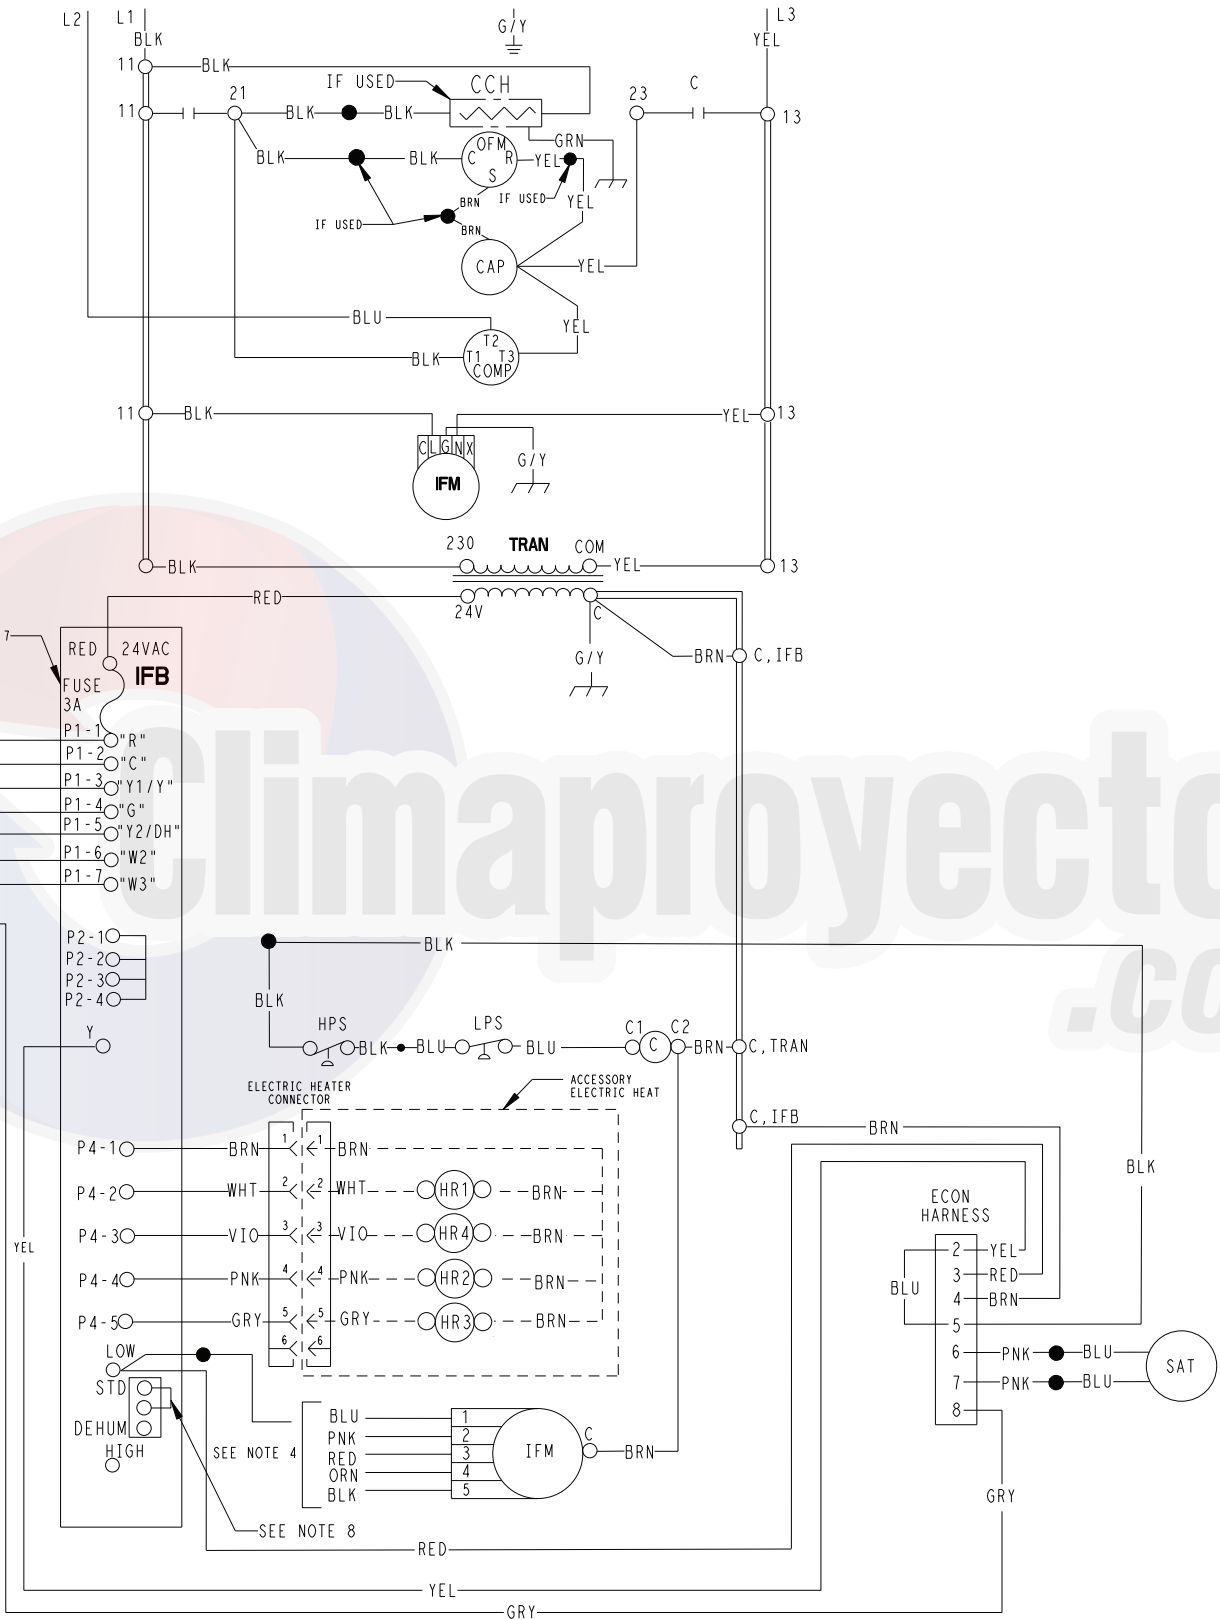 L2
L1
BLK
G/Y
L3
YEL
11
BLK
IF USED
CCH
C
11
21
BLK
BLK
23
13
BLK
BLK
C
OFM
R
S
YEL
GRN
BRN
IF USED
YEL
IF USED
BRN
CAP
YEL
BLU
YEL
T2
BLK
T1
T3
COMP
11
BLK
YEL
13
C
L
G
N
X
G/Y
IFM
230
TRAN
COM
BLK
YEL
13
RED
24V
C
7
RED
24VAC
G/Y
BRN
C,IFB
IFB
FUSE
3A
P1-1
"R"
P1-2
"C"
P1-3
"Y1/Y"
P1-4
"G"
P1-5
"Y2/DH"
P1-6
"W2"
P1-7
"W3"
Climaproyecto
.co
P2-1
P2-2
P2-3
P2-4
BLK
BLK
Y
HPS
LPS
C1
C2
BLK
BLU
BLU
C
BRN
C,TRAN
ELECTRIC HEATER
CONNECTOR
ACCESSORY
ELECTRIC HEAT
C,IFB
BRN
P4-1
BRN
1
1
BRN
BLK
P4-2
WHT
2
2
WHT
HR1
BRN
P4-3
VIO
3
3
VIO
HR4
BRN
P4-4
PNK
4
4
PNK
HR2
BRN
P4-5
GRY
5
5
GRY
HR3
BRN
6
6
YEL
ECON
HARNESS
2
YEL
3
RED
BLU
4
BRN
5
6
PNK
BLU
SAT
7
PNK
BLU
8
LOW
STD
DEHUM
HIGH
SEE NOTE 4
BLU
1
PNK
2
RED
3
ORN
4
BLK
5
IFM
C
BRN
GRY
SEE NOTE 8
RED
YEL
GRY